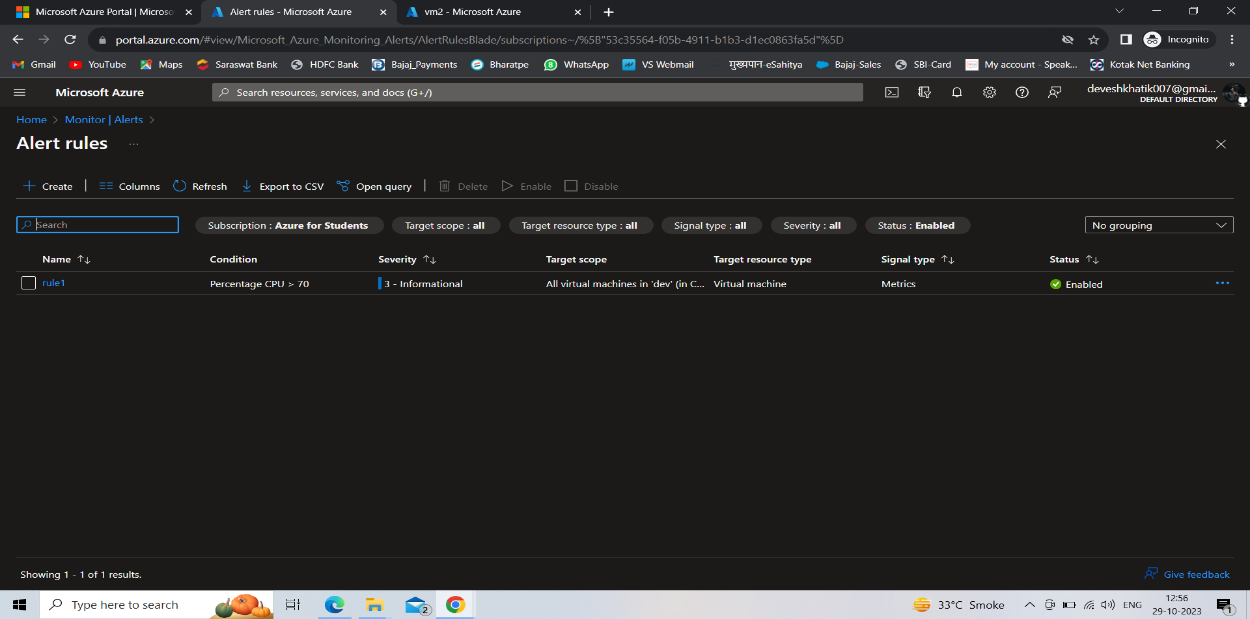 Microsoft Azure Portal | Microso
Alert rules - Microsoft Azure
vm2 - Microsoft Azure
portal.azure.com/#view/Microsoft_Azure_Monitoring_Alerts/AlertRulesBlade/subscriptions~/%5B"53c35564-f05b-4911-b1b3-d1ec0863fa5d"%5D
Incognito
Gmail YouTube Maps Saraswat Bank HDFC Bank Bajaj_Payments Bharatpe WhatsApp VS Webmail मुख्यपान-eSahitya Bajaj-Sales SBI-Card My account - Speak... Kotak Net Banking »
Microsoft Azure
Search resources, services, and docs (G+/)
deveshkhatik007@gmai...
DEFAULT DIRECTORY
Home > Monitor | Alerts >
Alert rules ...
Create | Columns Refresh Export to CSV Open query | Delete Enable Disable
Search
Subscription : Azure for Students
Target scope : all
Target resource type : all
Signal type : all
Severity : all
Status : Enabled
No grouping
Name Condition Severity Target scope Target resource type Signal type Status
rule1 Percentage CPU > 70 3 - Informational All virtual machines in 'dev' (in C... Virtual machine Metrics Enabled ...
Showing 1 - 1 of 1 results.
Give feedback
Type here to search
2
33°C Smoke
ENG
12:56
29-10-2023
1